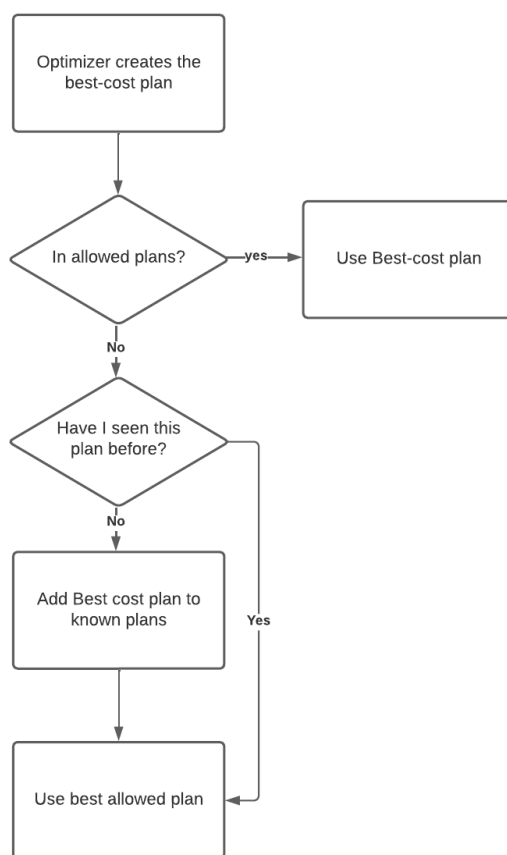 Optimizer creates the
best-cost plan
In allowed plans?
yes
Use Best-cost plan
No
Have I seen this
plan before?
No
Add Best cost plan to
known plans
Yes
Use best allowed plan